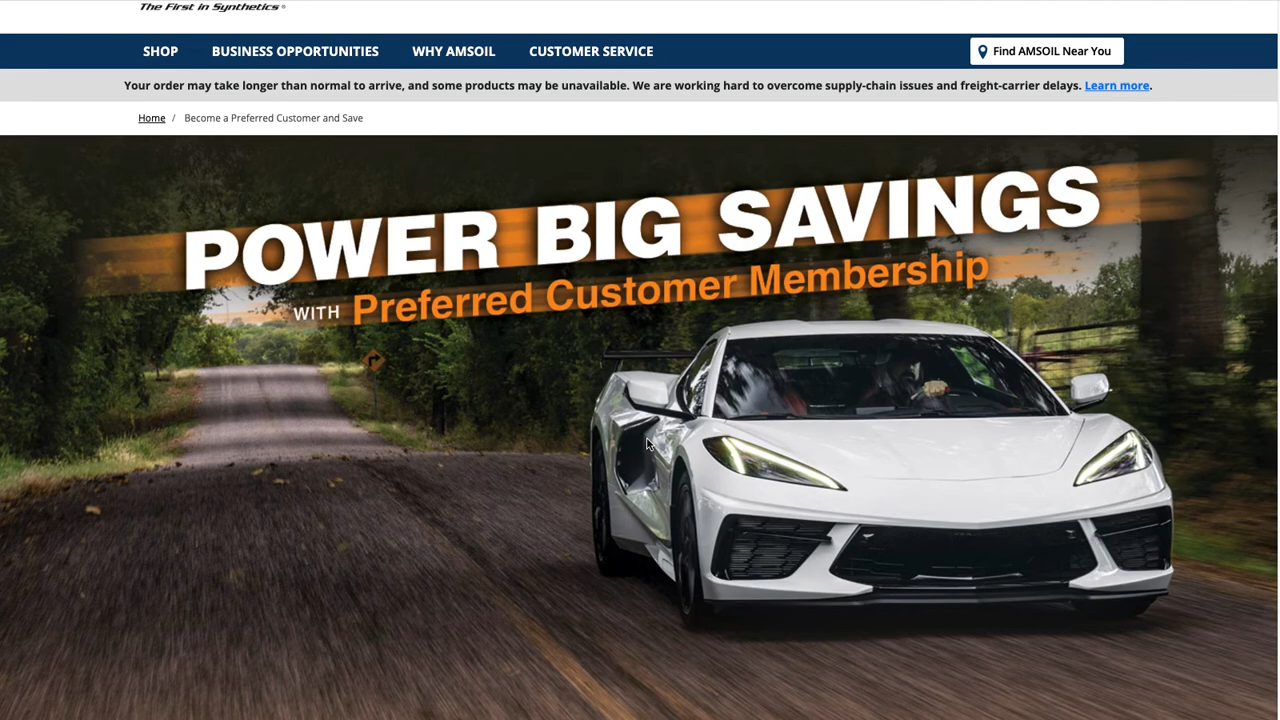 The First in Synthetics ®
SHOP BUSINESS OPPORTUNITIES WHY AMSOIL CUSTOMER SERVICE Find AMSOIL Near You
Your order may take longer than normal to arrive, and some products may be unavailable. We are working hard to overcome supply-chain issues and freight-carrier delays. Learn more.
Home / Become a Preferred Customer and Save
POWER BIG SAVINGS
WITH Preferred Customer Membership